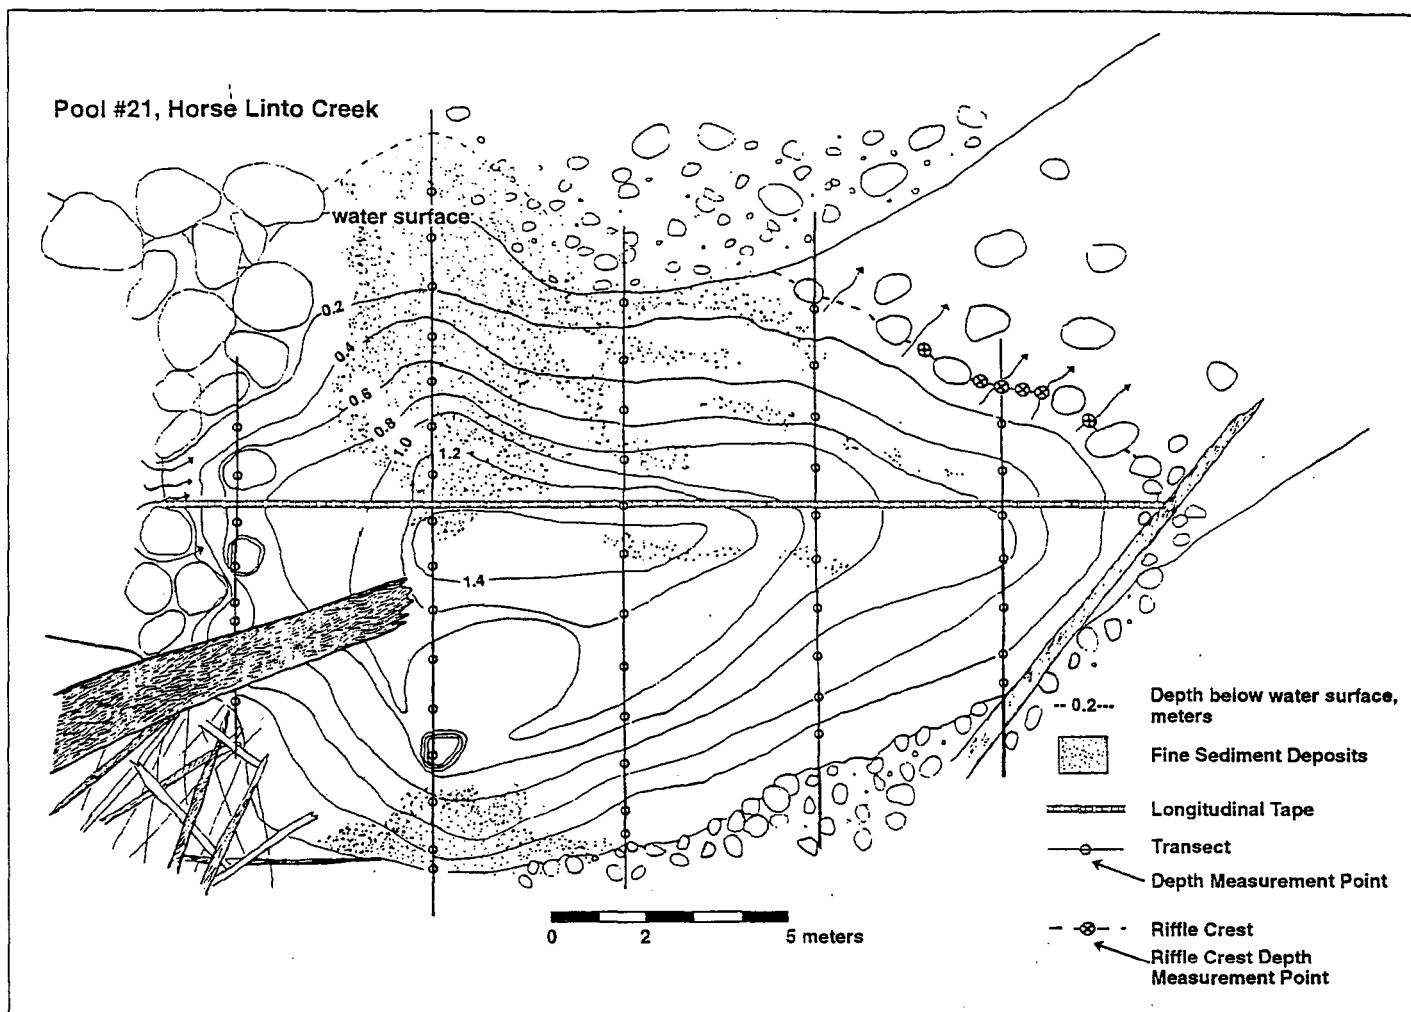 Pool #21, Horse Linto Creek
water surface
0.2
0.4
0.6
0.8
1.0
1.2
1.4
-- 0.2--- Depth below water surface,
meters
Fine Sediment Deposits
Longitudinal Tape
Transect
Depth Measurement Point
Riffle Crest
Riffle Crest Depth
Measurement Point
0 2 5 meters